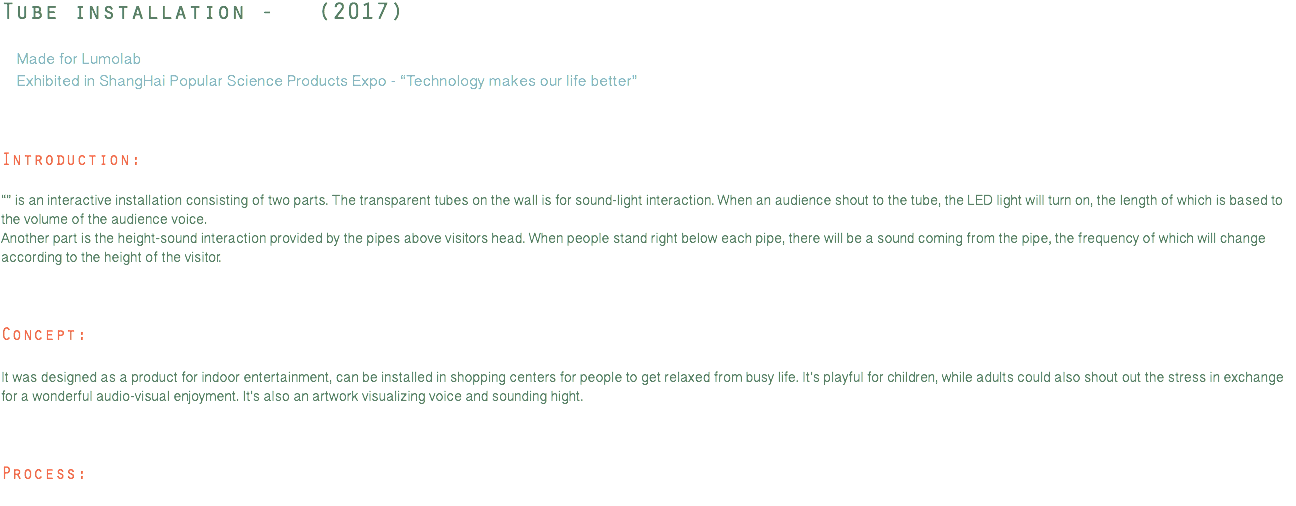 Tube installation -   (2017)
Made for Lumolab
Exhibited in ShangHai Popular Science Products Expo - “Technology makes our life better”
Introduction:
“” is an interactive installation consisting of two parts. The transparent tubes on the wall is for sound-light interaction. When an audience shout to the tube, the LED light will turn on, the length of which is based to
the volume of the audience voice.
Another part is the height-sound interaction provided by the pipes above visitors head. When people stand right below each pipe, there will be a sound coming from the pipe, the frequency of which will change
according to the height of the visitor.
Concept:
It was designed as a product for indoor entertainment, can be installed in shopping centers for people to get relaxed from busy life. It's playful for children, while adults could also shout out the stress in exchange
for a wonderful audio-visual enjoyment. It's also an artwork visualizing voice and sounding hight.
Process: